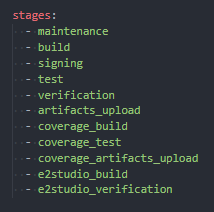 stages:
  - maintenance
  - build
  - signing
  - test
  - verification
  - artifacts_upload
  - coverage_build
  - coverage_test
  - coverage_artifacts_upload
  - e2studio_build
  - e2studio_verification